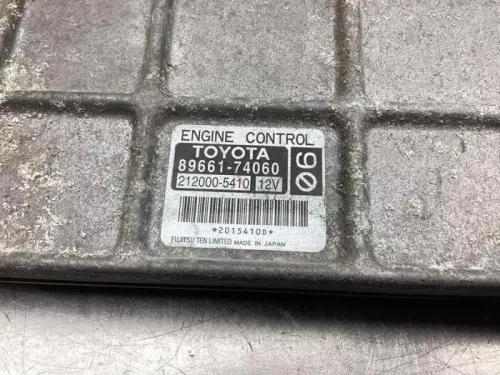 ENGINE CONTROL
TOYOTA
89661-74060
212000-5410 12V
06
*2015410D*
FUJITSU TEN LIMITED MADE IN JAPAN